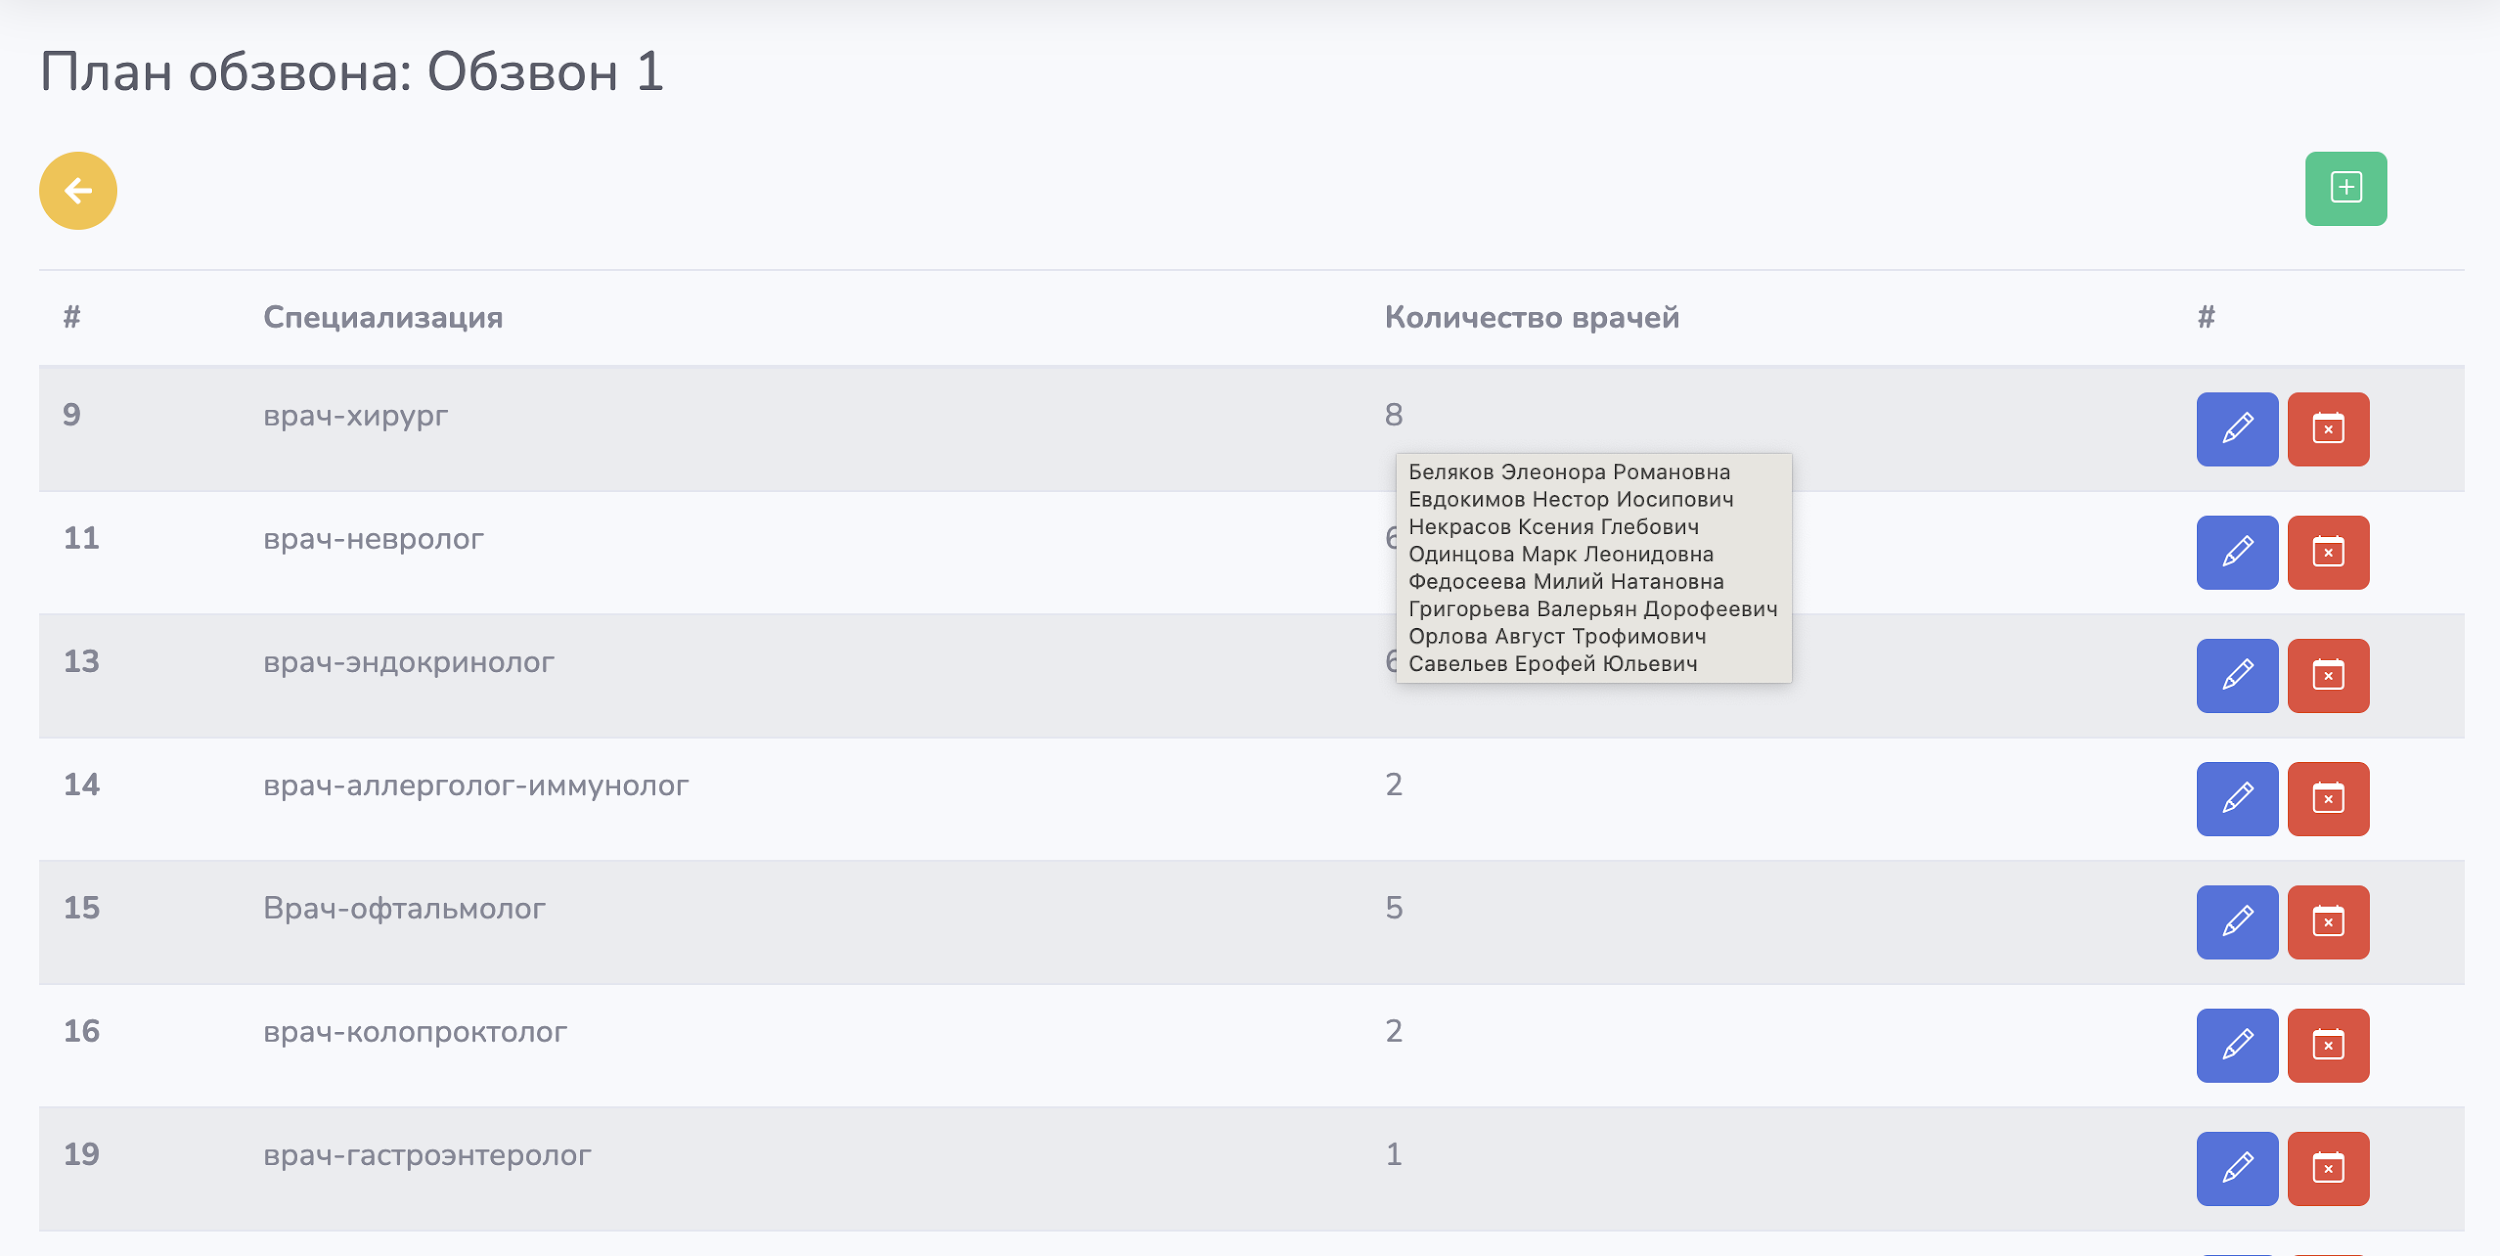 План обзвона: Обзвон 1
# Специализация Количество врачей #
9 врач-хирург 8
Беляков Элеонора Романовна
Евдокимов Нестор Иосипович
Некрасов Ксения Глебович
Одинцова Марк Леонидовна
Федосеева Милий Натановна
Григорьева Валерьян Дорофеевич
Орлова Август Трофимович
Савельев Ерофей Юльевич
11 врач-невролог 6
13 врач-эндокринолог 6
14 врач-аллерголог-иммунолог 2
15 Врач-офтальмолог 5
16 врач-колопроктолог 2
19 врач-гастроэнтеролог 1